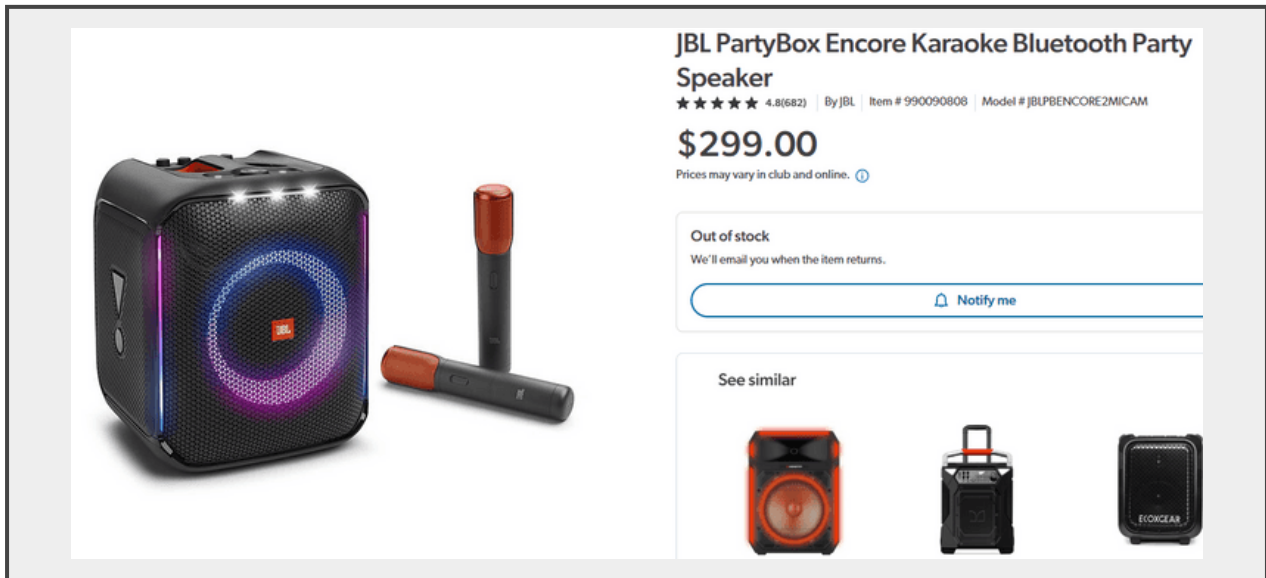 JBL PartyBox Encore Karaoke Bluetooth Party
Speaker
4.8(682) By JBL Item # 990090808 Model # JBLPBENCORE2MICAM
$299.00
Prices may vary in club and online.
Out of stock
We'll email you when the item returns.
Notify me
See similar
JBL
ECOXGEAR